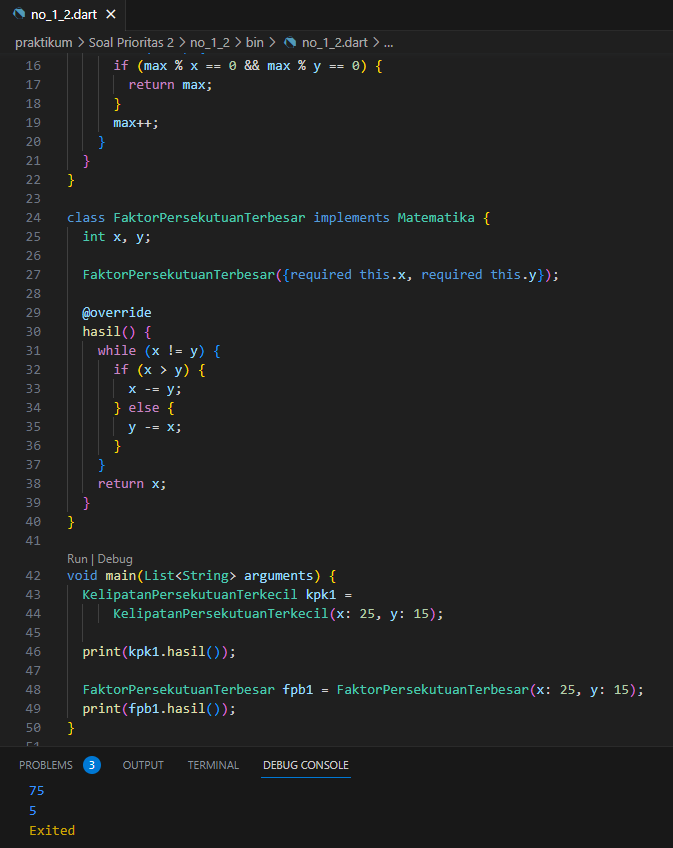 no_1_2.dart
praktikum > Soal Prioritas 2 > no_1_2 > bin > no_1_2.dart > ...
16 if (max % x == 0 && max % y == 0) {
17 return max;
18 }
19 max++;
20 }
21 }
22 }
23
24 class FaktorPersekutuanTerbesar implements Matematika {
25 int x, y;
26
27 FaktorPersekutuanTerbesar({required this.x, required this.y});
28
29 @override
30 hasil() {
31 while (x != y) {
32 if (x > y) {
33 x -= y;
34 } else {
35 y -= x;
36 }
37 }
38 return x;
39 }
40 }
41
Run | Debug
42 void main(List<String> arguments) {
43 KelipatanPersekutuanTerkecil kpk1 =
44 KelipatanPersekutuanTerkecil(x: 25, y: 15);
45
46 print(kpk1.hasil());
47
48 FaktorPersekutuanTerbesar fpb1 = FaktorPersekutuanTerbesar(x: 25, y: 15);
49 print(fpb1.hasil());
50 }
51
PROBLEMS 3 OUTPUT TERMINAL DEBUG CONSOLE
75
5
Exited